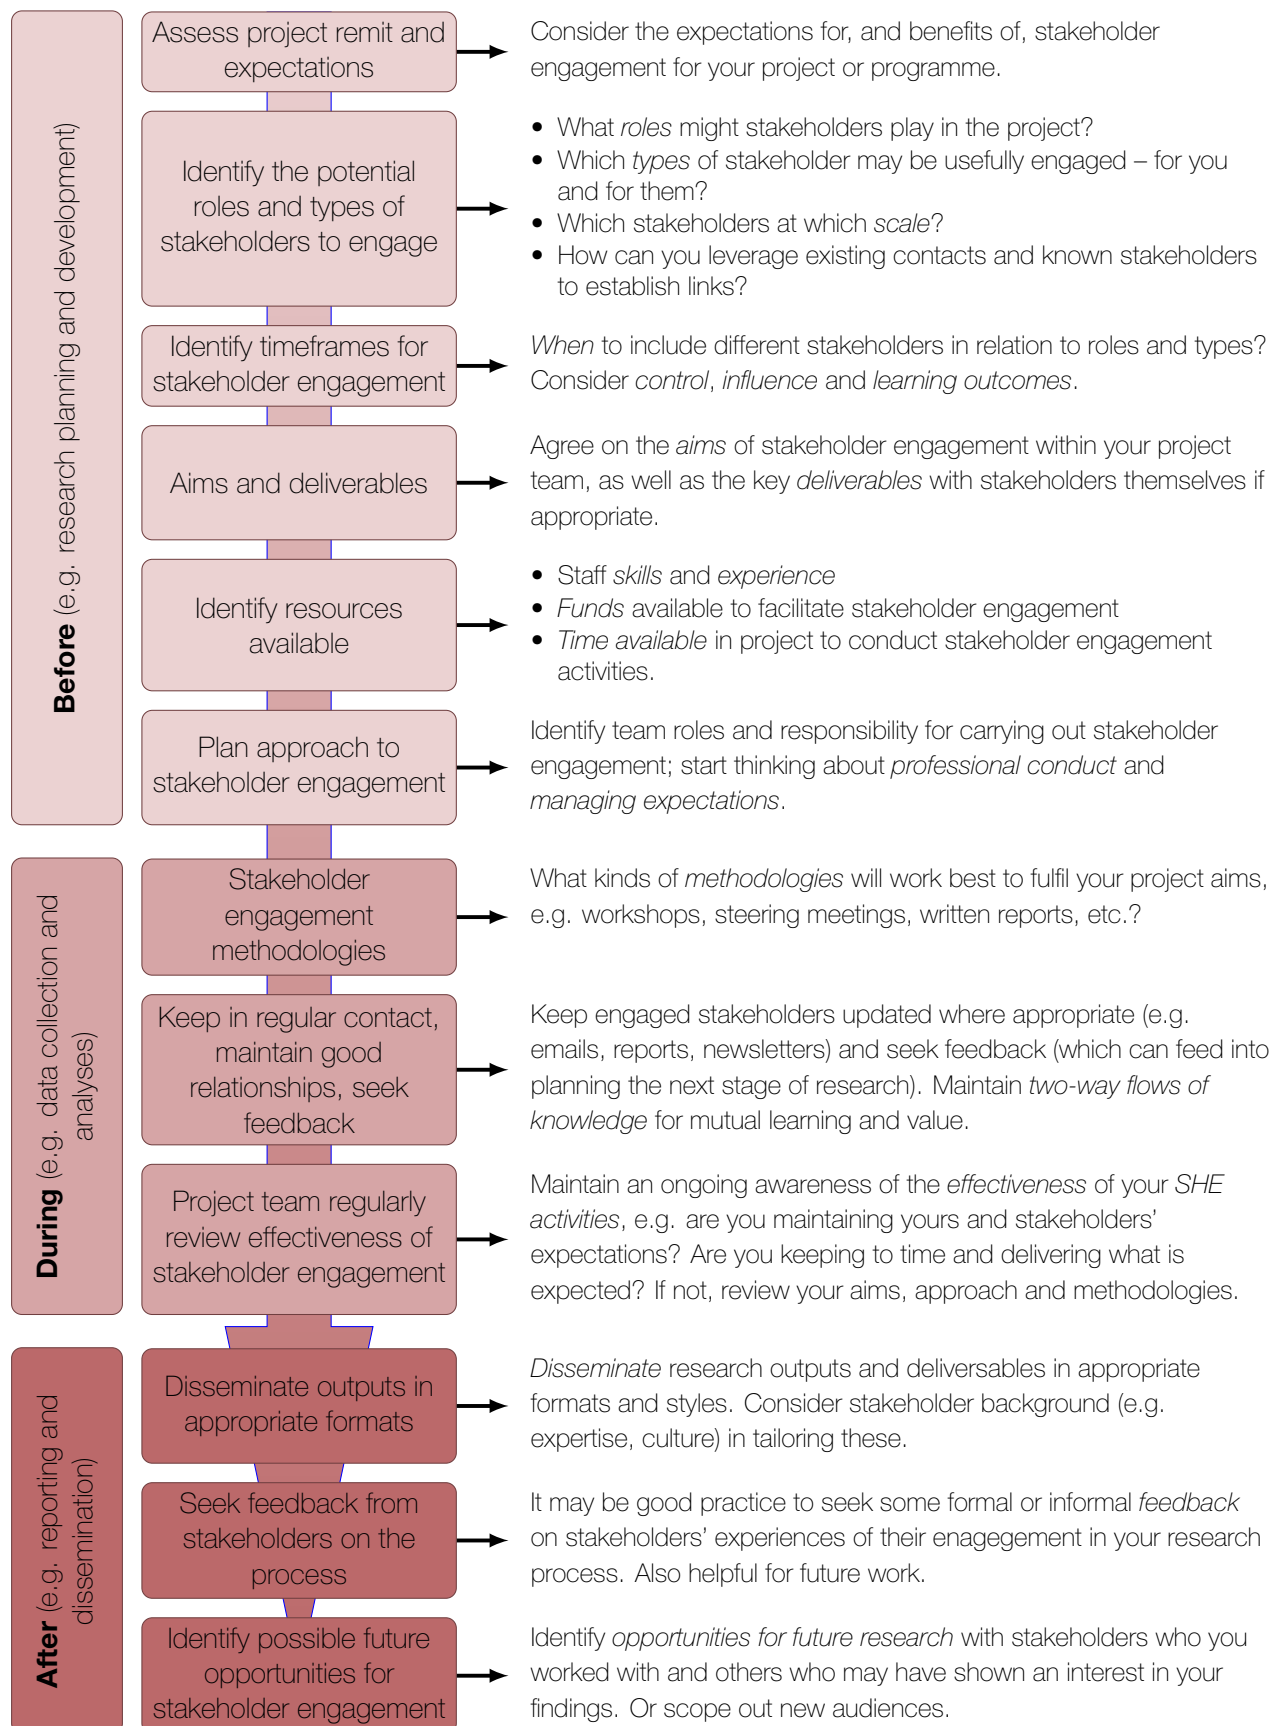 Before (e.g. research planning and development)
Assess project remit and
expectations
Consider the expectations for, and benefits of, stakeholder
engagement for your project or programme.
Identify the potential
roles and types of
stakeholders to engage
• What roles might stakeholders play in the project?
• Which types of stakeholder may be usefully engaged – for you
and for them?
• Which stakeholders at which scale?
• How can you leverage existing contacts and known stakeholders
to establish links?
Identify timeframes for
stakeholder engagement
When to include different stakeholders in relation to roles and types?
Consider control, influence and learning outcomes.
Aims and deliverables
Agree on the aims of stakeholder engagement within your project
team, as well as the key deliverables with stakeholders themselves if
appropriate.
Identify resources
available
• Staff skills and experience
• Funds available to facilitate stakeholder engagement
• Time available in project to conduct stakeholder engagement
activities.
Plan approach to
stakeholder engagement
Identify team roles and responsibility for carrying out stakeholder
engagement; start thinking about professional conduct and
managing expectations.
During (e.g. data collection and
analyses)
Stakeholder
engagement
methodologies
What kinds of methodologies will work best to fulfil your project aims,
e.g. workshops, steering meetings, written reports, etc.?
Keep in regular contact,
maintain good
relationships, seek
feedback
Keep engaged stakeholders updated where appropriate (e.g.
emails, reports, newsletters) and seek feedback (which can feed into
planning the next stage of research). Maintain two-way flows of
knowledge for mutual learning and value.
Project team regularly
review effectiveness of
stakeholder engagement
Maintain an ongoing awareness of the effectiveness of your SHE
activities, e.g. are you maintaining yours and stakeholders'
expectations? Are you keeping to time and delivering what is
expected? If not, review your aims, approach and methodologies.
After (e.g. reporting and
dissemination)
Disseminate outputs in
appropriate formats
Disseminate research outputs and deliversables in appropriate
formats and styles. Consider stakeholder background (e.g.
expertise, culture) in tailoring these.
Seek feedback from
stakeholders on the
process
It may be good practice to seek some formal or informal feedback
on stakeholders' experiences of their enagegement in your research
process. Also helpful for future work.
Identify possible future
opportunities for
stakeholder engagement
Identify opportunities for future research with stakeholders who you
worked with and others who may have shown an interest in your
findings. Or scope out new audiences.